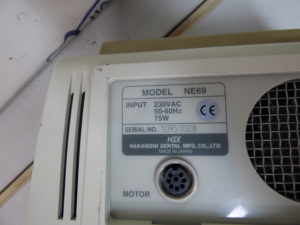 MODEL NE69
INPUT 230VAC
50-60Hz
75W
CE
SERIAL NO.
NSK
NAKANISHI DENTAL MFG. CO., LTD.
MADE IN JAPAN
MOTOR